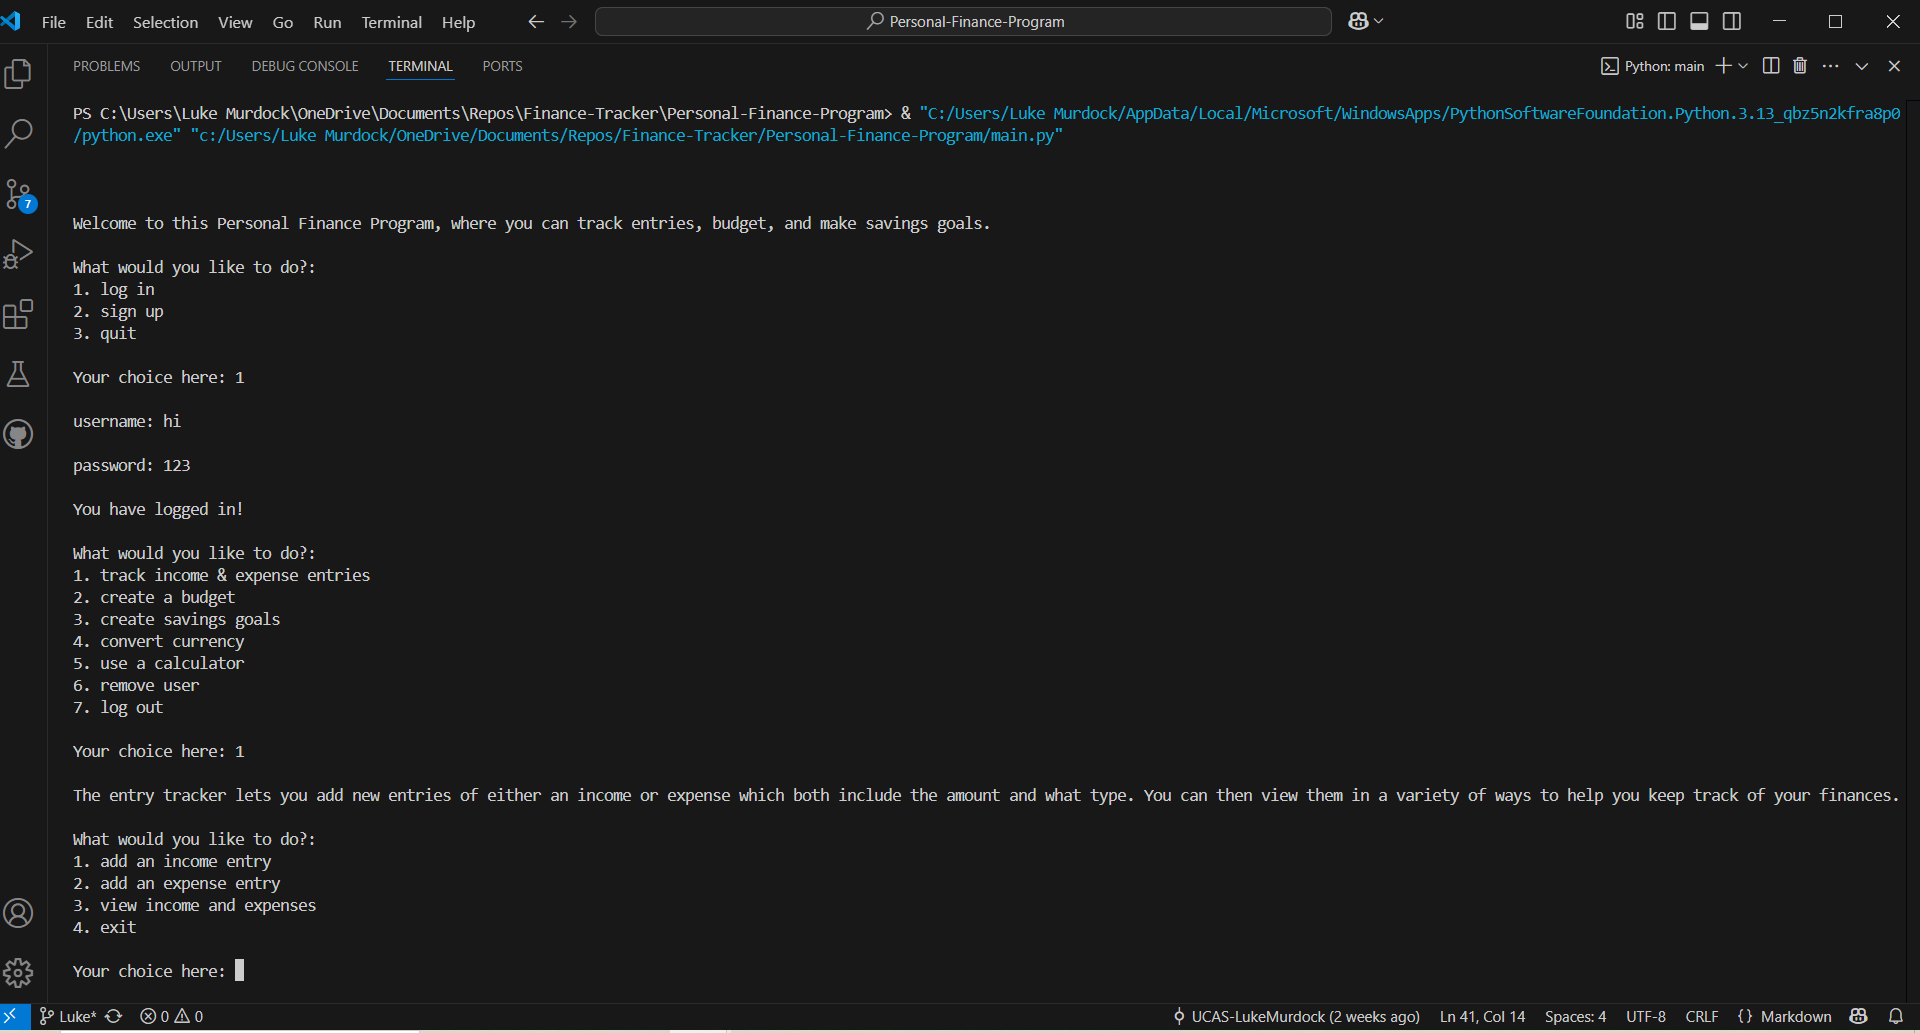 File Edit Selection View Go Run Terminal Help Personal-Finance-Program
PROBLEMS OUTPUT DEBUG CONSOLE TERMINAL PORTS Python: main
PS C:\Users\Luke Murdock\OneDrive\Documents\Repos\Finance-Tracker\Personal-Finance-Program> & "C:/Users/Luke Murdock/AppData/Local/Microsoft/WindowsApps/PythonSoftwareFoundation.Python.3.13_qbz5n2kfra8p0
/python.exe" "c:/Users/Luke Murdock/OneDrive/Documents/Repos/Finance-Tracker/Personal-Finance-Program/main.py"
Welcome to this Personal Finance Program, where you can track entries, budget, and make savings goals.
What would you like to do?:
1. log in
2. sign up
3. quit
Your choice here: 1
username: hi
password: 123
You have logged in!
What would you like to do?:
1. track income & expense entries
2. create a budget
3. create savings goals
4. convert currency
5. use a calculator
6. remove user
7. log out
Your choice here: 1
The entry tracker lets you add new entries of either an income or expense which both include the amount and what type. You can then view them in a variety of ways to help you keep track of your finances.
What would you like to do?:
1. add an income entry
2. add an expense entry
3. view income and expenses
4. exit
Your choice here:
7
Luke* 0 0 UCAS-LukeMurdock (2 weeks ago) Ln 41, Col 14 Spaces: 4 UTF-8 CRLF {} Markdown